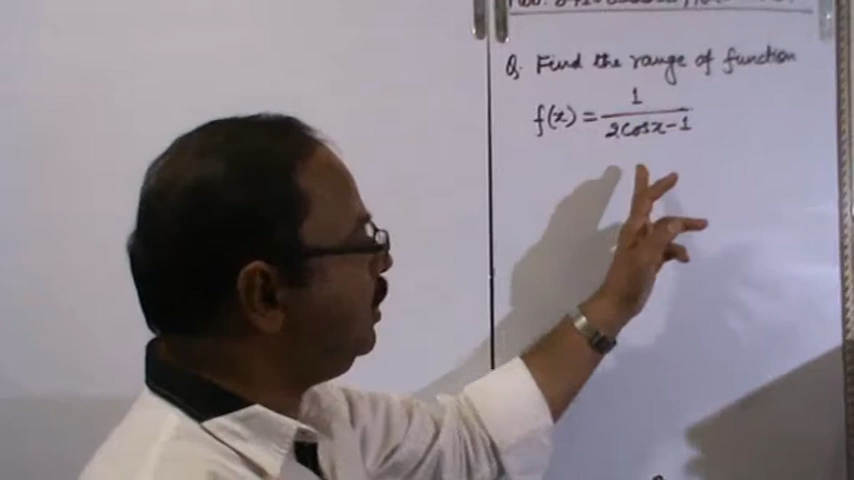 Q. Find the range of function
f(x) = 1/(2cosx-1)